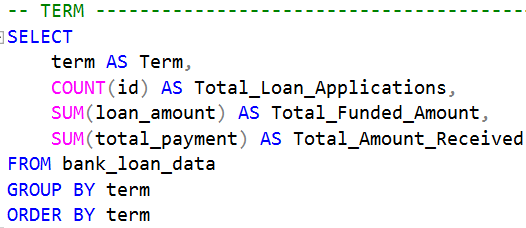 -- TERM ----------------------------------------
SELECT
    term AS Term,
    COUNT(id) AS Total_Loan_Applications,
    SUM(loan_amount) AS Total_Funded_Amount,
    SUM(total_payment) AS Total_Amount_Received
FROM bank_loan_data
GROUP BY term
ORDER BY term